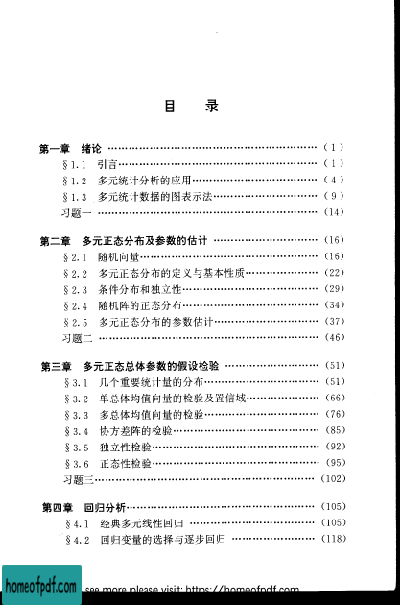 目 录
第一章 绪论 ……………………………………………… ( 1 )
§1.1 引言……………………………………………… ( 1 )
§1.2 多元统计分析的应用…………………………… ( 4 )
§1.3 多元统计数据的图表示法……………………… ( 9 )
习题一 ……………………………………………… (14)
第二章 多元正态分布及参数的估计 ……………………… (16)
§2.1 随机向量………………………………………… (16)
§2.2 多元正态分布的定义与基本性质……………… (22)
§2.3 条件分布和独立性……………………………… (29)
§2.4 随机阵的正态分布……………………………… (34)
§2.5 多元正态分布的参数估计……………………… (37)
习题二 ……………………………………………… (46)
第三章 多元正态总体参数的假设检验 …………………… (51)
§3.1 几个重要统计量的分布………………………… (51)
§3.2 单总体均值向量的检验及置信域……………… (66)
§3.3 多总体均值向量的检验………………………… (76)
§3.4 协方差阵的检验………………………………… (85)
§3.5 独立性检验……………………………………… (92)
§3.6 正态性检验……………………………………… (95)
习题三……………………………………………… (102)
第四章 回归分析…………………………………………… (105)
§4.1 经典多元线性回归 …………………………… (105)
§4.2 回归变量的选择与逐步回归 ………………… (118)
homeofpdf.com
see more please visit: https://homeofpdf.com